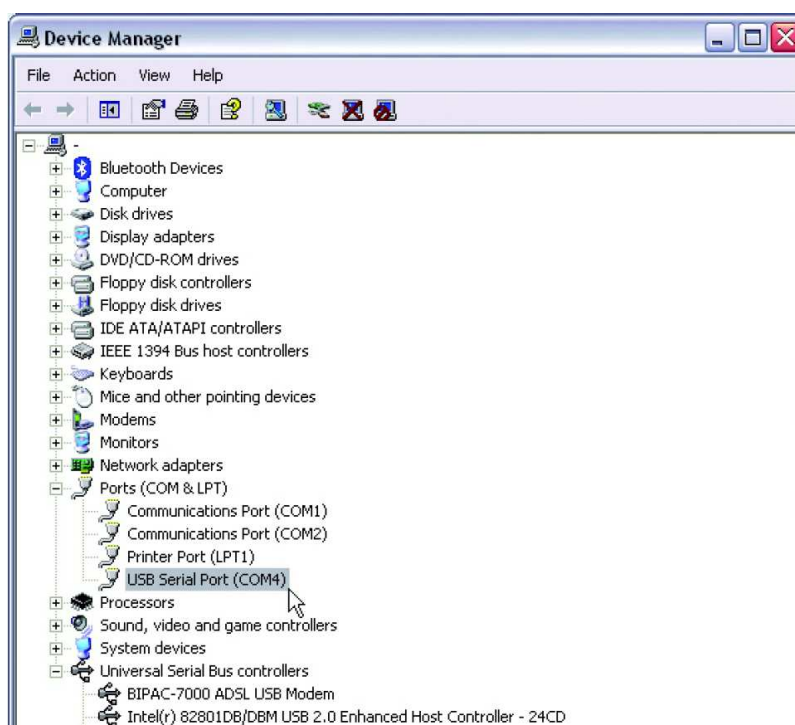 Device Manager
File Action View Help
-
Bluetooth Devices
Computer
Disk drives
Display adapters
DVD/CD-ROM drives
Floppy disk controllers
Floppy disk drives
IDE ATA/ATAPI controllers
IEEE 1394 Bus host controllers
Keyboards
Mice and other pointing devices
Modems
Monitors
Network adapters
Ports (COM & LPT)
Communications Port (COM1)
Communications Port (COM2)
Printer Port (LPT1)
USB Serial Port (COM4)
Processors
Sound, video and game controllers
System devices
Universal Serial Bus controllers
BIPAC-7000 ADSL USB Modem
Intel(r) 82801DB/DBM USB 2.0 Enhanced Host Controller - 24CD